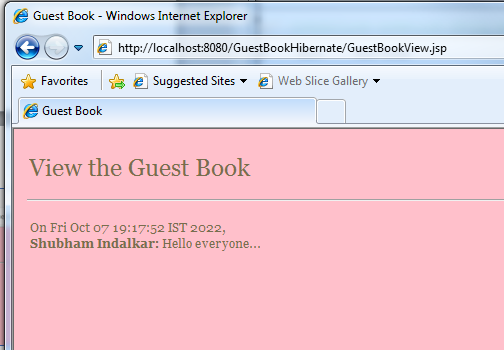 Guest Book - Windows Internet Explorer
http://localhost:8080/GuestBookHibernate/GuestBookView.jsp
Favorites Suggested Sites Web Slice Gallery
Guest Book
View the Guest Book
On Fri Oct 07 19:17:52 IST 2022,
Shubham Indalkar: Hello everyone...